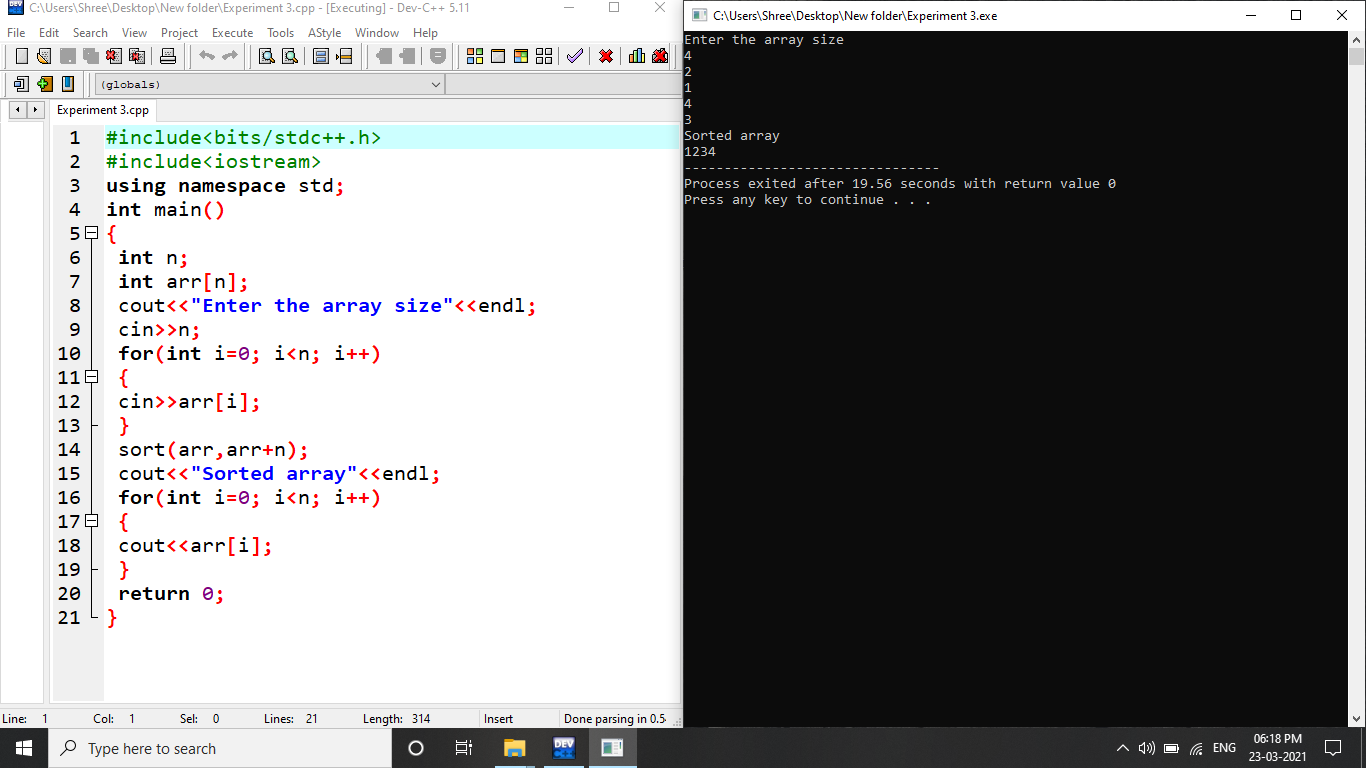 C:\Users\Shree\Desktop\New folder\Experiment 3.cpp - [Executing] - Dev-C++ 5.11
File Edit Search View Project Execute Tools AStyle Window Help
(globals)
Experiment 3.cpp
1 #include<bits/stdc++.h>
2 #include<iostream>
3 using namespace std;
4 int main()
5 {
6 int n;
7 int arr[n];
8 cout<<"Enter the array size"<<endl;
9 cin>>n;
10 for(int i=0; i<n; i++)
11 {
12 cin>>arr[i];
13 }
14 sort(arr,arr+n);
15 cout<<"Sorted array"<<endl;
16 for(int i=0; i<n; i++)
17 {
18 cout<<arr[i];
19 }
20 return 0;
21 }
Line: 1 Col: 1 Sel: 0 Lines: 21 Length: 314 Insert Done parsing in 0.5
C:\Users\Shree\Desktop\New folder\Experiment 3.exe
Enter the array size
4
2
1
4
3
Sorted array
1234
--------------------------------
Process exited after 19.56 seconds with return value 0
Press any key to continue . . .
Type here to search
DEV
ENG
06:18 PM
23-03-2021